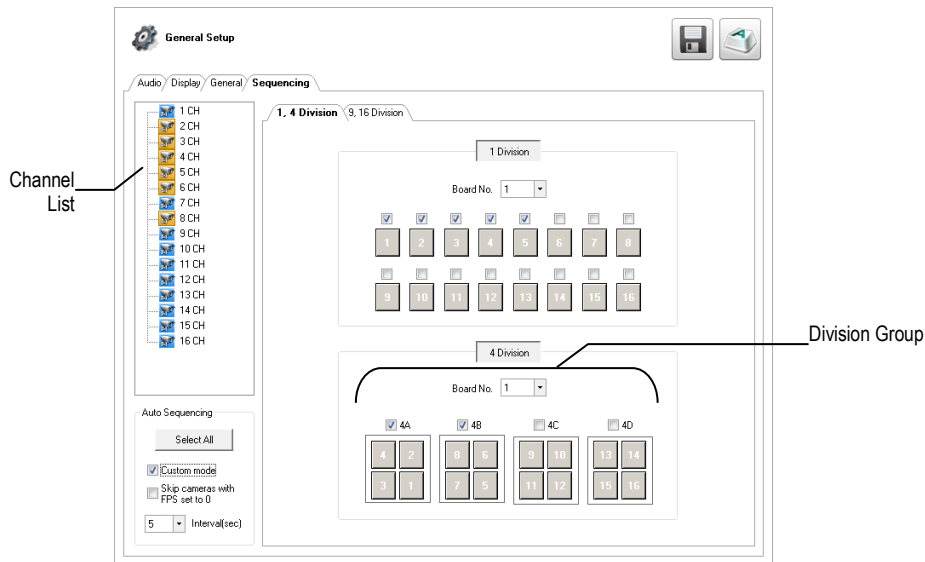 General Setup
A
Audio Display General Sequencing
1 CH
2 CH
3 CH
4 CH
5 CH
6 CH
7 CH
8 CH
9 CH
10 CH
11 CH
12 CH
13 CH
14 CH
15 CH
16 CH
Channel
List
Auto Sequencing
Select All
Custom mode
Skip cameras with
FPS set to 0
5 Interval(sec)
1, 4 Division 9, 16 Division
1 Division
Board No. 1
1 2 3 4 5 6 7 8
9 10 11 12 13 14 15 16
4 Division
Division Group
Board No. 1
4A 4B 4C 4D
4 2 8 6 9 10 13 14
3 1 7 5 11 12 15 16